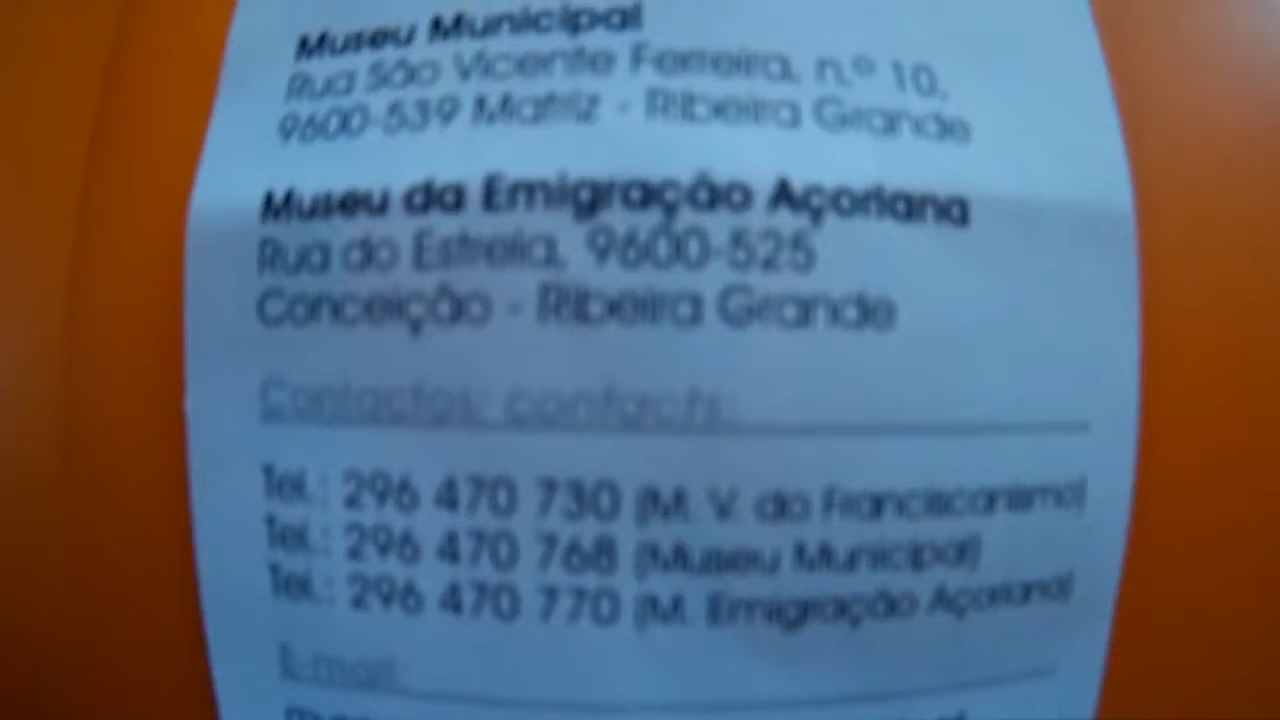 Museu Municipal
Rua São Vicente Ferreira, n.º 10,
9600-539 Matriz - Ribeira Grande
Museu da Emigração Açoriana
Rua do Estrela, 9600-525
Conceição - Ribeira Grande
Contactos: contacts:
Tel.: 296 470 730 (M. V. do Franciscanismo)
Tel.: 296 470 768 (Museu Municipal)
Tel.: 296 470 770 (M. Emigração Açoriana)
E-mail: